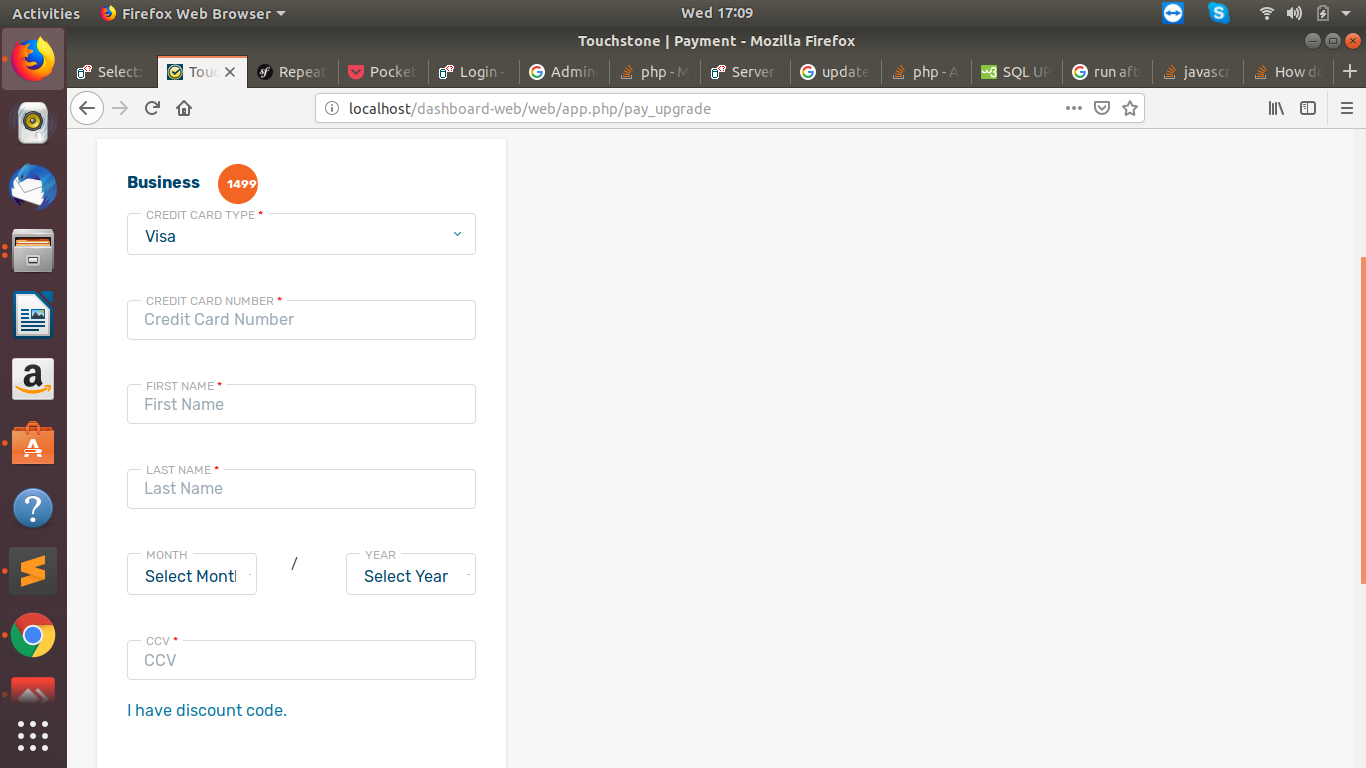 Activities Firefox Web Browser Wed 17:09
Touchstone | Payment - Mozilla Firefox
Select: Touc Repeat Pocket Login - Admin php - M Server update php - A SQL UP run aft javascr How do
localhost/dashboard-web/web/app.php/pay_upgrade
Business 1499
CREDIT CARD TYPE *
Visa
CREDIT CARD NUMBER *
Credit Card Number
FIRST NAME *
First Name
LAST NAME *
Last Name
MONTH YEAR
Select Month / Select Year
CCV *
CCV
I have discount code.